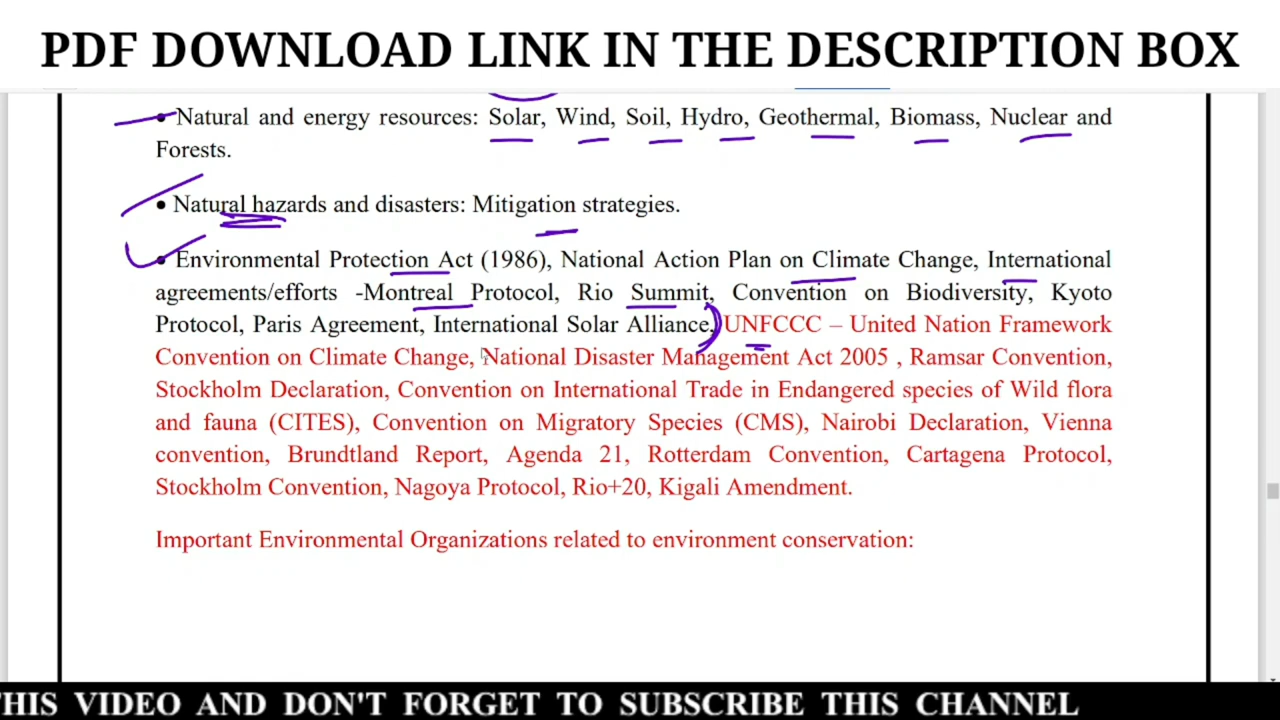 PDF DOWNLOAD LINK IN THE DESCRIPTION BOX
• Natural and energy resources: Solar, Wind, Soil, Hydro, Geothermal, Biomass, Nuclear and
Forests.
• Natural hazards and disasters: Mitigation strategies.
• Environmental Protection Act (1986), National Action Plan on Climate Change, International
agreements/efforts -Montreal Protocol, Rio Summit, Convention on Biodiversity, Kyoto
Protocol, Paris Agreement, International Solar Alliance. UNFCCC – United Nation Framework
Convention on Climate Change, National Disaster Management Act 2005 , Ramsar Convention,
Stockholm Declaration, Convention on International Trade in Endangered species of Wild flora
and fauna (CITES), Convention on Migratory Species (CMS), Nairobi Declaration, Vienna
convention, Brundtland Report, Agenda 21, Rotterdam Convention, Cartagena Protocol,
Stockholm Convention, Nagoya Protocol, Rio+20, Kigali Amendment.
Important Environmental Organizations related to environment conservation:
THIS VIDEO AND DON'T FORGET TO SUBSCRIBE THIS CHANNEL